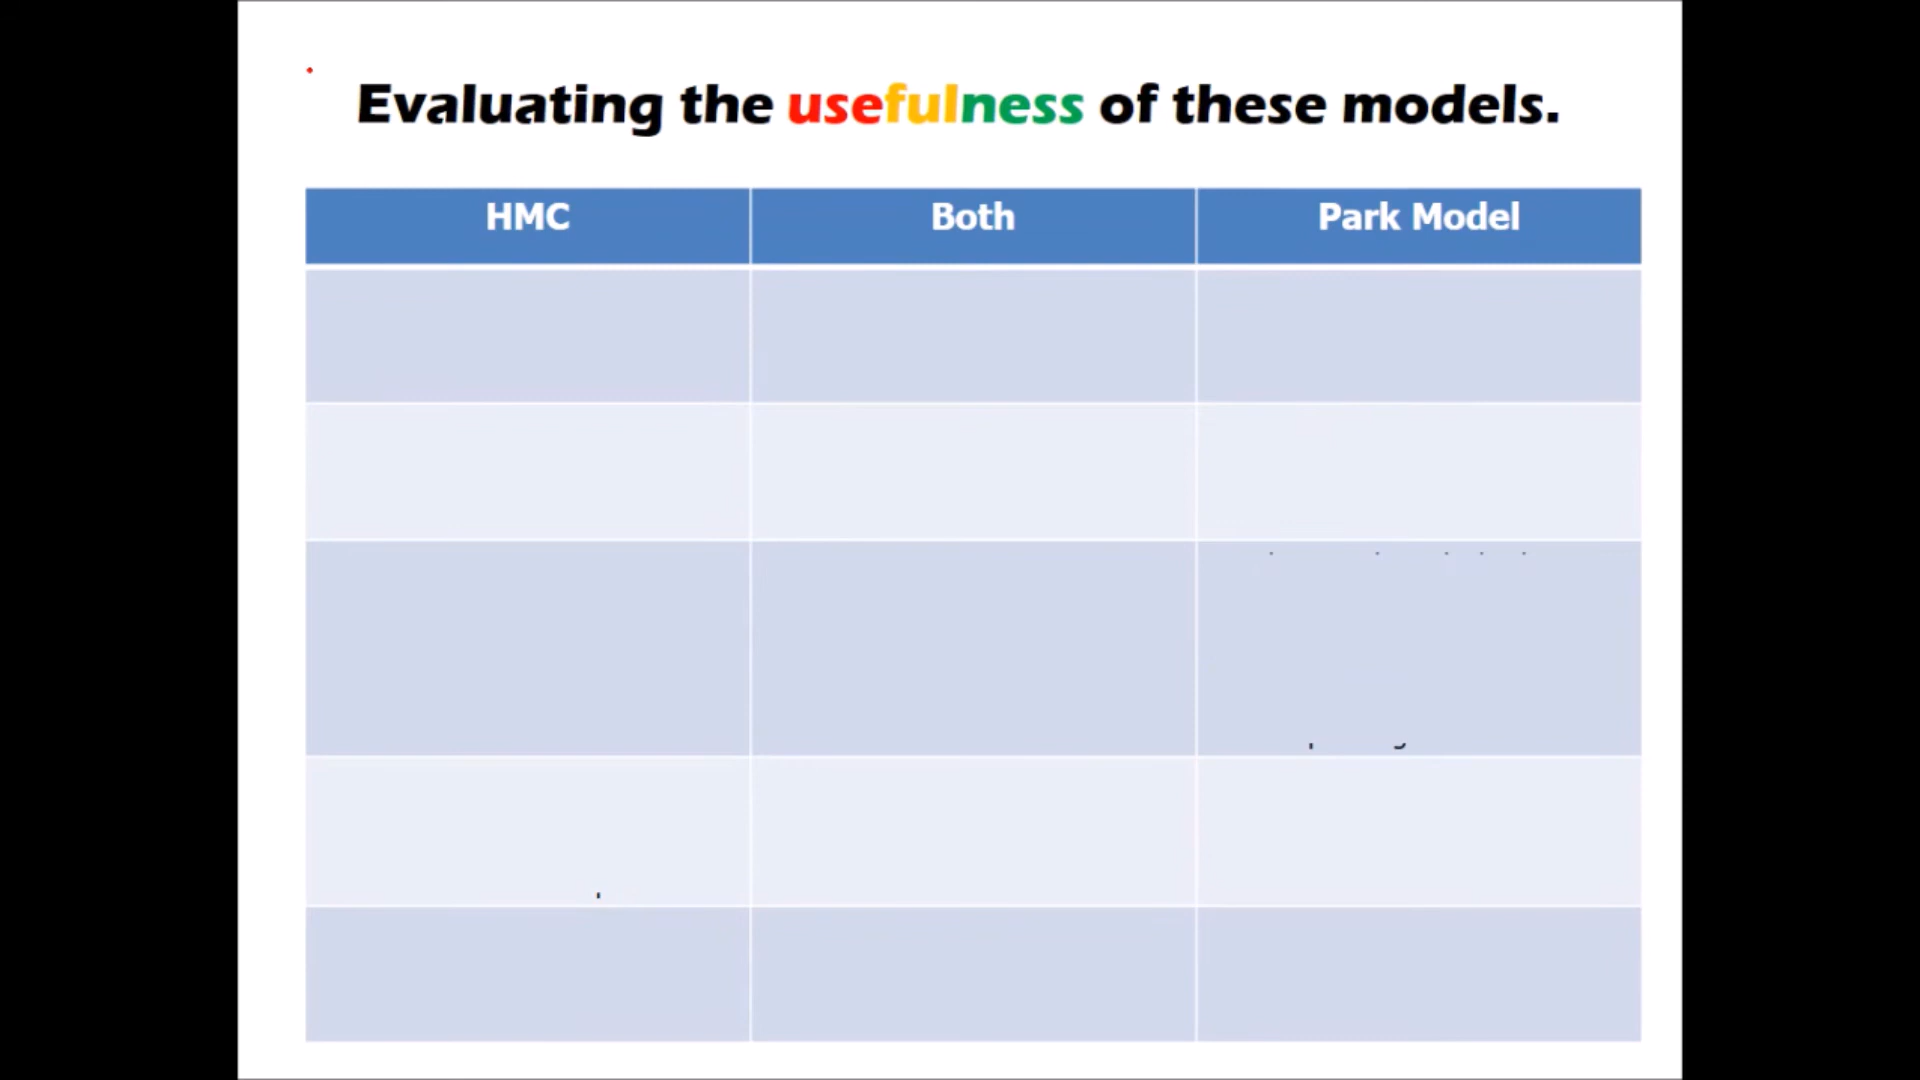 Evaluating the usefulness of these models.
HMC Both Park Model